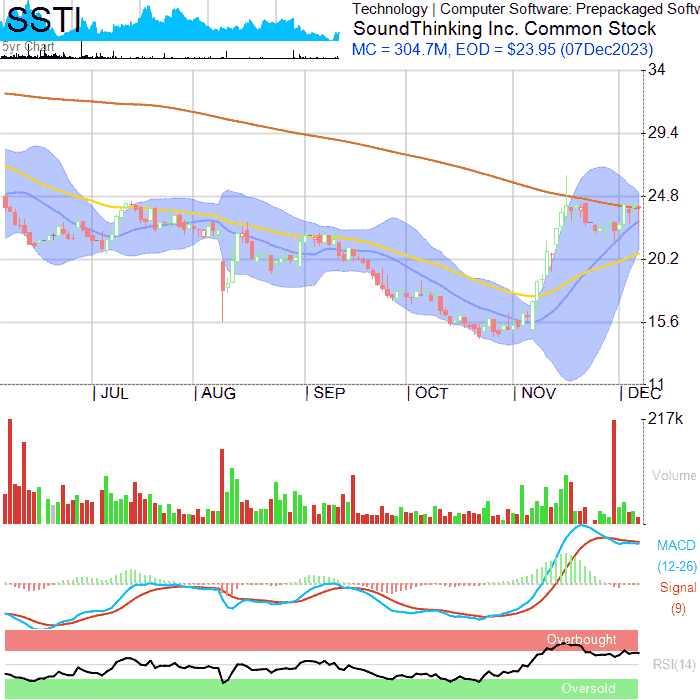 SSTI
5yr Chart
Technology | Computer Software: Prepackaged Softw
SoundThinking Inc. Common Stock
MC = 304.7M, EOD = $23.95 (07Dec2023)
34
29.4
24.8
20.2
15.6
11
JUL AUG SEP OCT NOV DEC
217k
Volume
MACD
(12-26)
Signal
(9)
Overbought
RSI(14)
Oversold